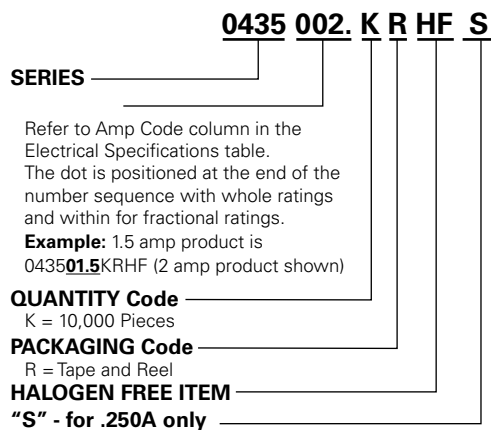 0435 002. K R HF S
SERIES
Refer to Amp Code column in the
Electrical Specifications table.
The dot is positioned at the end of the
number sequence with whole ratings
and within for fractional ratings.
Example: 1.5 amp product is
043501.5KRHF (2 amp product shown)
QUANTITY Code
K = 10,000 Pieces
PACKAGING Code
R = Tape and Reel
HALOGEN FREE ITEM
“S” - for .250A only